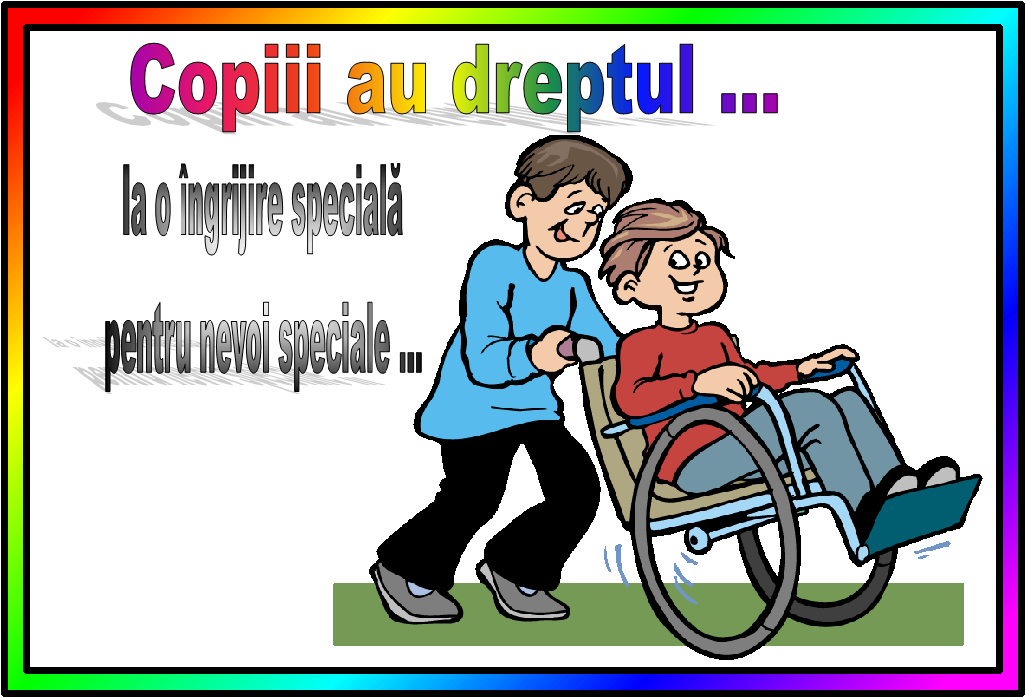 Copiii au dreptul ...
la o îngrijire specială
pentru nevoi speciale ...